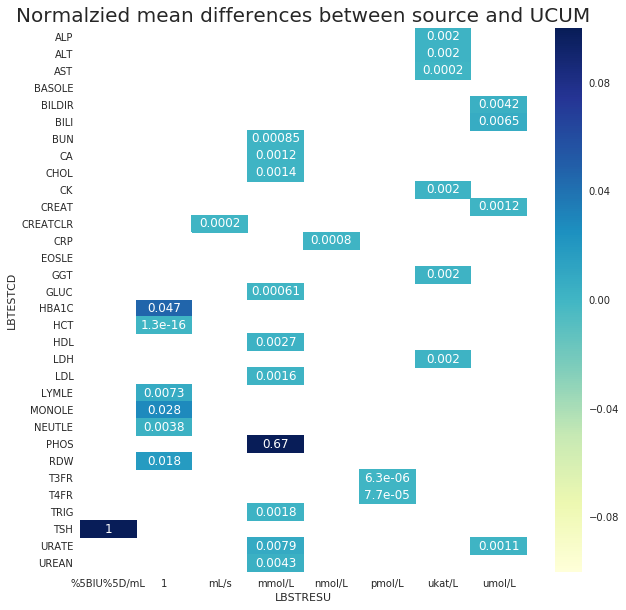 Normalzied mean differences between source and UCUM
ALP 0.002
ALT 0.002
AST 0.0002
BASOLE
BILDIR 0.0042
BILI 0.0065
BUN 0.00085
CA 0.0012
CHOL 0.0014
CK 0.002
CREAT 0.0012
CREATCLR 0.0002
CRP 0.0008
EOSLE
GGT 0.002
GLUC 0.00061
HBA1C 0.047
HCT 1.3e-16
HDL 0.0027
LDH 0.002
LDL 0.0016
LYMLE 0.0073
MONOLE 0.028
NEUTLE 0.0038
PHOS 0.67
RDW 0.018
T3FR 6.3e-06
T4FR 7.7e-05
TRIG 0.0018
TSH 1
URATE 0.0079 0.0011
UREAN 0.0043
%5BIU%5D/mL 1 mL/s mmol/L nmol/L pmol/L ukat/L umol/L
LBSTRESU
LBTESTCD
0.08
0.04
0.00
−0.04
−0.08